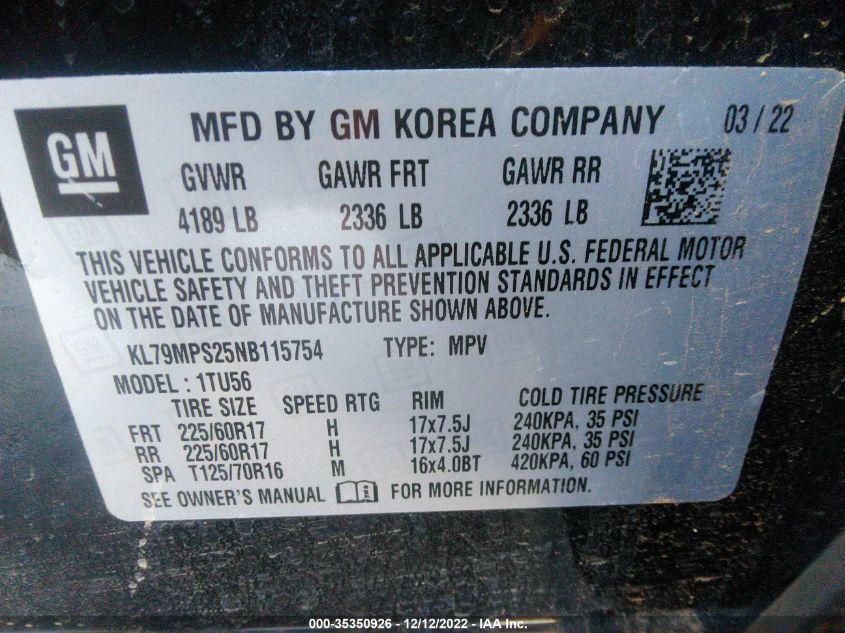 GM
MFD BY GM KOREA COMPANY 03/22
GVWR GAWR FRT GAWR RR
4189 LB 2336 LB 2336 LB
THIS VEHICLE CONFORMS TO ALL APPLICABLE U.S. FEDERAL MOTOR
VEHICLE SAFETY AND THEFT PREVENTION STANDARDS IN EFFECT
ON THE DATE OF MANUFACTURE SHOWN ABOVE.
KL79MPS25NB115754 TYPE: MPV
MODEL: 1TU56
TIRE SIZE SPEED RTG RIM COLD TIRE PRESSURE
FRT 225/60R17 H 17x7.5J 240KPA, 35 PSI
RR 225/60R17 H 17x7.5J 240KPA, 35 PSI
SPA T125/70R16 M 16x4.0BT 420KPA, 60 PSI
SEE OWNER'S MANUAL FOR MORE INFORMATION.
000-35350926 - 12/12/2022 - IAA Inc.